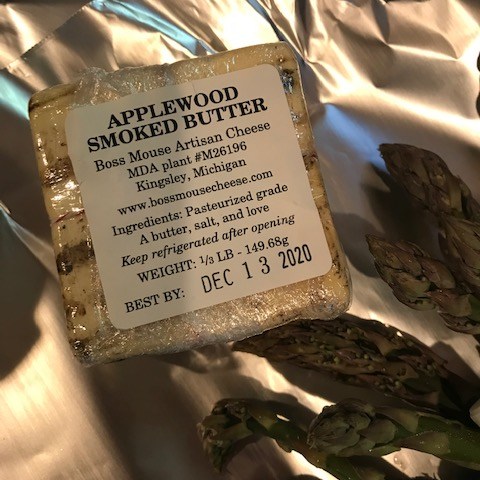 APPLEWOOD
SMOKED BUTTER
Boss Mouse Artisan Cheese
MDA plant #M26196
Kingsley, Michigan
www.bossmousecheese.com
Ingredients: Pasteurized grade
A butter, salt, and love
Keep refrigerated after opening
WEIGHT: 1/3 LB - 149.68g
BEST BY: DEC 13 2020